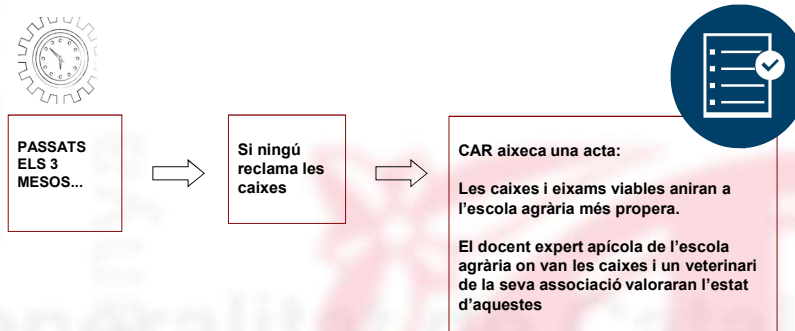 PASSATS
ELS 3
MESOS...
Si ningú
reclama les
caixes
CAR aixeca una acta:
Les caixes i eixams viables aniran a
l'escola agrària més propera.
El docent expert apícola de l'escola
agrària on van les caixes i un veterinari
de la seva associació valoraran l'estat
d'aquestes